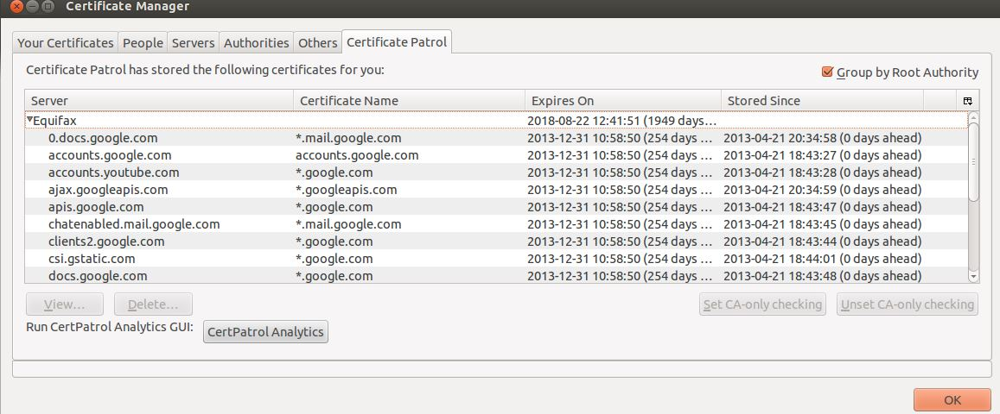 Certificate Manager
Your Certificates People Servers Authorities Others Certificate Patrol
Certificate Patrol has stored the following certificates for you:
Group by Root Authority
Server Certificate Name Expires On Stored Since
Equifax 2018-08-22 12:41:51 (1949 days...
0.docs.google.com *.mail.google.com 2013-12-31 10:58:50 (254 days ... 2013-04-21 20:34:58 (0 days ahead)
accounts.google.com accounts.google.com 2013-12-31 10:58:50 (254 days ... 2013-04-21 18:43:27 (0 days ahead)
accounts.youtube.com *.google.com 2013-12-31 10:58:50 (254 days ... 2013-04-21 18:43:28 (0 days ahead)
ajax.googleapis.com *.googleapis.com 2013-12-31 10:58:50 (254 days ... 2013-04-21 20:34:59 (0 days ahead)
apis.google.com *.google.com 2013-12-31 10:58:50 (254 days ... 2013-04-21 18:43:47 (0 days ahead)
chatenabled.mail.google.com *.mail.google.com 2013-12-31 10:58:50 (254 days ... 2013-04-21 18:43:45 (0 days ahead)
clients2.google.com *.google.com 2013-12-31 10:58:50 (254 days ... 2013-04-21 18:43:44 (0 days ahead)
csi.gstatic.com *.google.com 2013-12-31 10:58:50 (254 days ... 2013-04-21 18:44:01 (0 days ahead)
docs.google.com *.google.com 2013-12-31 10:58:50 (254 days ... 2013-04-21 18:43:48 (0 days ahead)
View... Delete... Set CA-only checking Unset CA-only checking
Run CertPatrol Analytics GUI: CertPatrol Analytics
OK